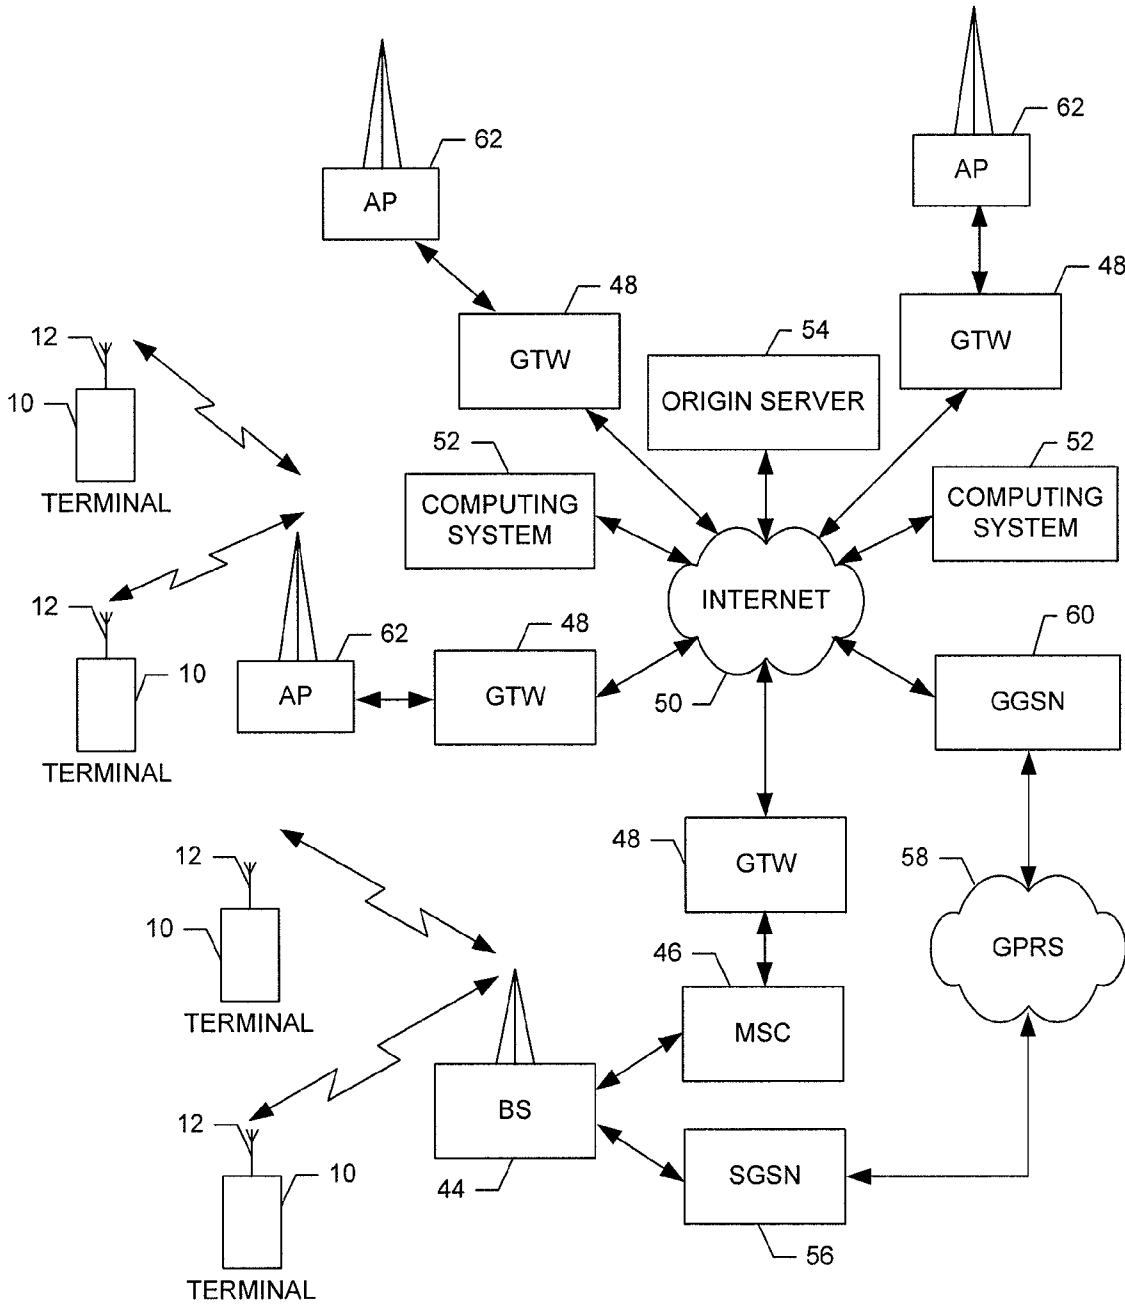 62
AP
62
AP
48
GTW
48
GTW
54
ORIGIN SERVER
12
10
TERMINAL
52
COMPUTING
SYSTEM
52
COMPUTING
SYSTEM
INTERNET
50
12
10
TERMINAL
62
AP
48
GTW
60
GGSN
48
GTW
58
GPRS
12
10
TERMINAL
46
MSC
BS
44
SGSN
56
12
10
TERMINAL